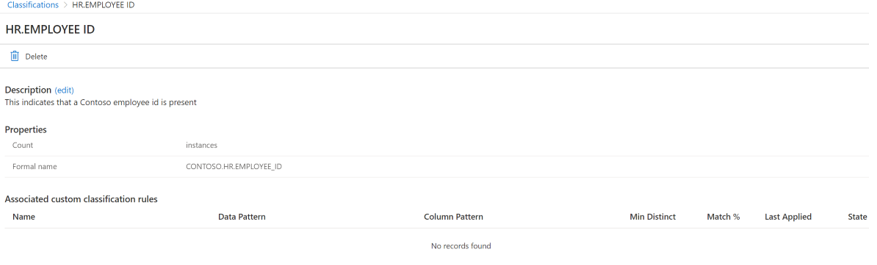 Classifications > HR.EMPLOYEE ID
HR.EMPLOYEE ID
Delete
Description (edit)
This indicates that a Contoso employee id is present
Properties
Count instances
Formal name CONTOSO.HR.EMPLOYEE_ID
Associated custom classification rules
Name Data Pattern Column Pattern Min Distinct Match % Last Applied State
No records found